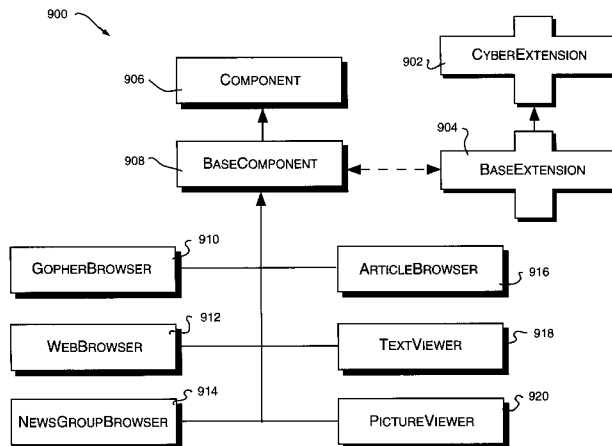 900
906
COMPONENT
902
CYBEREXTENSION
908
BASECOMPONENT
904
BASEEXTENSION
GOPHERBROWSER
910
ARTICLEBROWSER
916
WEBBROWSER
912
TEXTVIEWER
918
NEWSGROUPBROWSER
914
PICTUREVIEWER
920